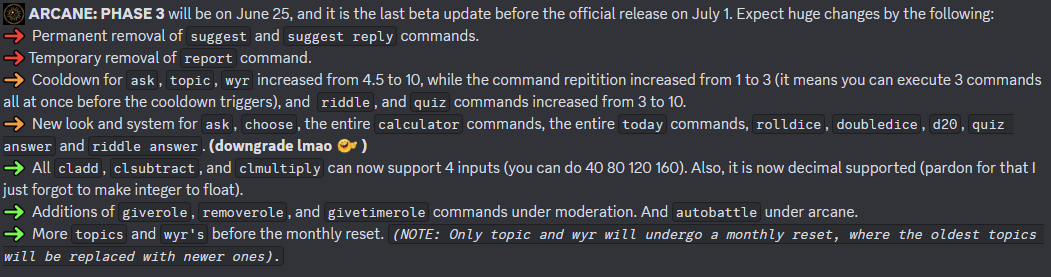 ARCANE: PHASE 3 will be on June 25, and it is the last beta update before the official release on July 1. Expect huge changes by the following:
Permanent removal of suggest and suggest reply commands.
Temporary removal of report command.
Cooldown for ask, topic, wyr increased from 4.5 to 10, while the command repitition increased from 1 to 3 (it means you can execute 3 commands
all at once before the cooldown triggers), and riddle, and quiz commands increased from 3 to 10.
New look and system for ask, choose, the entire calculator commands, the entire today commands, rolldice, doubledice, d20, quiz
answer and riddle answer. (downgrade lmao )
All cladd, clsubtract, and clmultiply can now support 4 inputs (you can do 40 80 120 160). Also, it is now decimal supported (pardon for that I
just forgot to make integer to float).
Additions of giverole, removerole, and givetimerole commands under moderation. And autobattle under arcane.
More topics and wyr's before the monthly reset. (NOTE: Only topic and wyr will undergo a monthly reset, where the oldest topics
will be replaced with newer ones).